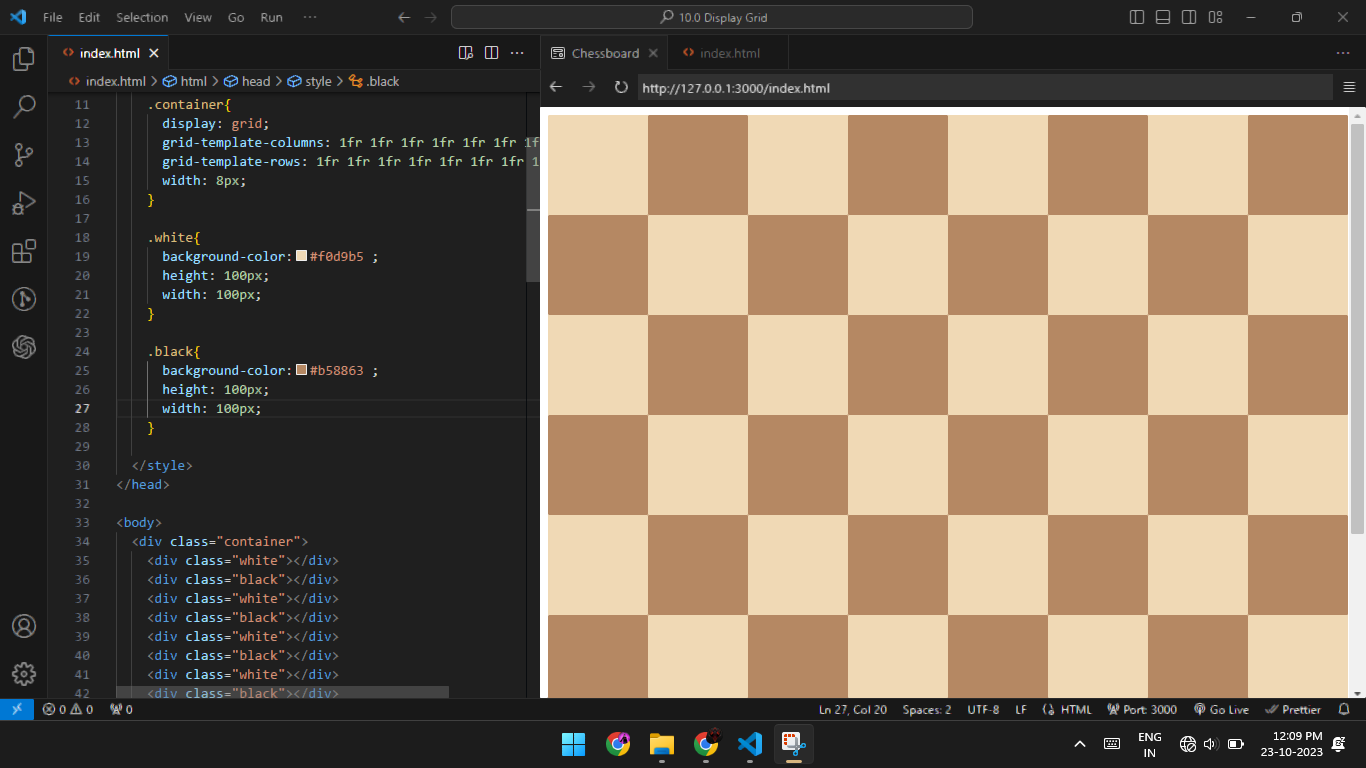 File Edit Selection View Go Run ··· 10.0 Display Grid
index.html
index.html > html > head > style > .black
11 .container{
12 display: grid;
13 grid-template-columns: 1fr 1fr 1fr 1fr 1fr 1fr 1f
14 grid-template-rows: 1fr 1fr 1fr 1fr 1fr 1fr 1fr 1
15 width: 8px;
16 }
17
18 .white{
19 background-color: #f0d9b5 ;
20 height: 100px;
21 width: 100px;
22 }
23
24 .black{
25 background-color: #b58863 ;
26 height: 100px;
27 width: 100px;
28 }
29
30 </style>
31 </head>
32
33 <body>
34 <div class="container">
35 <div class="white"></div>
36 <div class="black"></div>
37 <div class="white"></div>
38 <div class="black"></div>
39 <div class="white"></div>
40 <div class="black"></div>
41 <div class="white"></div>
42 <div class="black"></div>
Chessboard index.html
http://127.0.0.1:3000/index.html
0 0 0 Ln 27, Col 20 Spaces: 2 UTF-8 LF HTML Port: 3000 Go Live Prettier
ENG
IN
12:09 PM
23-10-2023